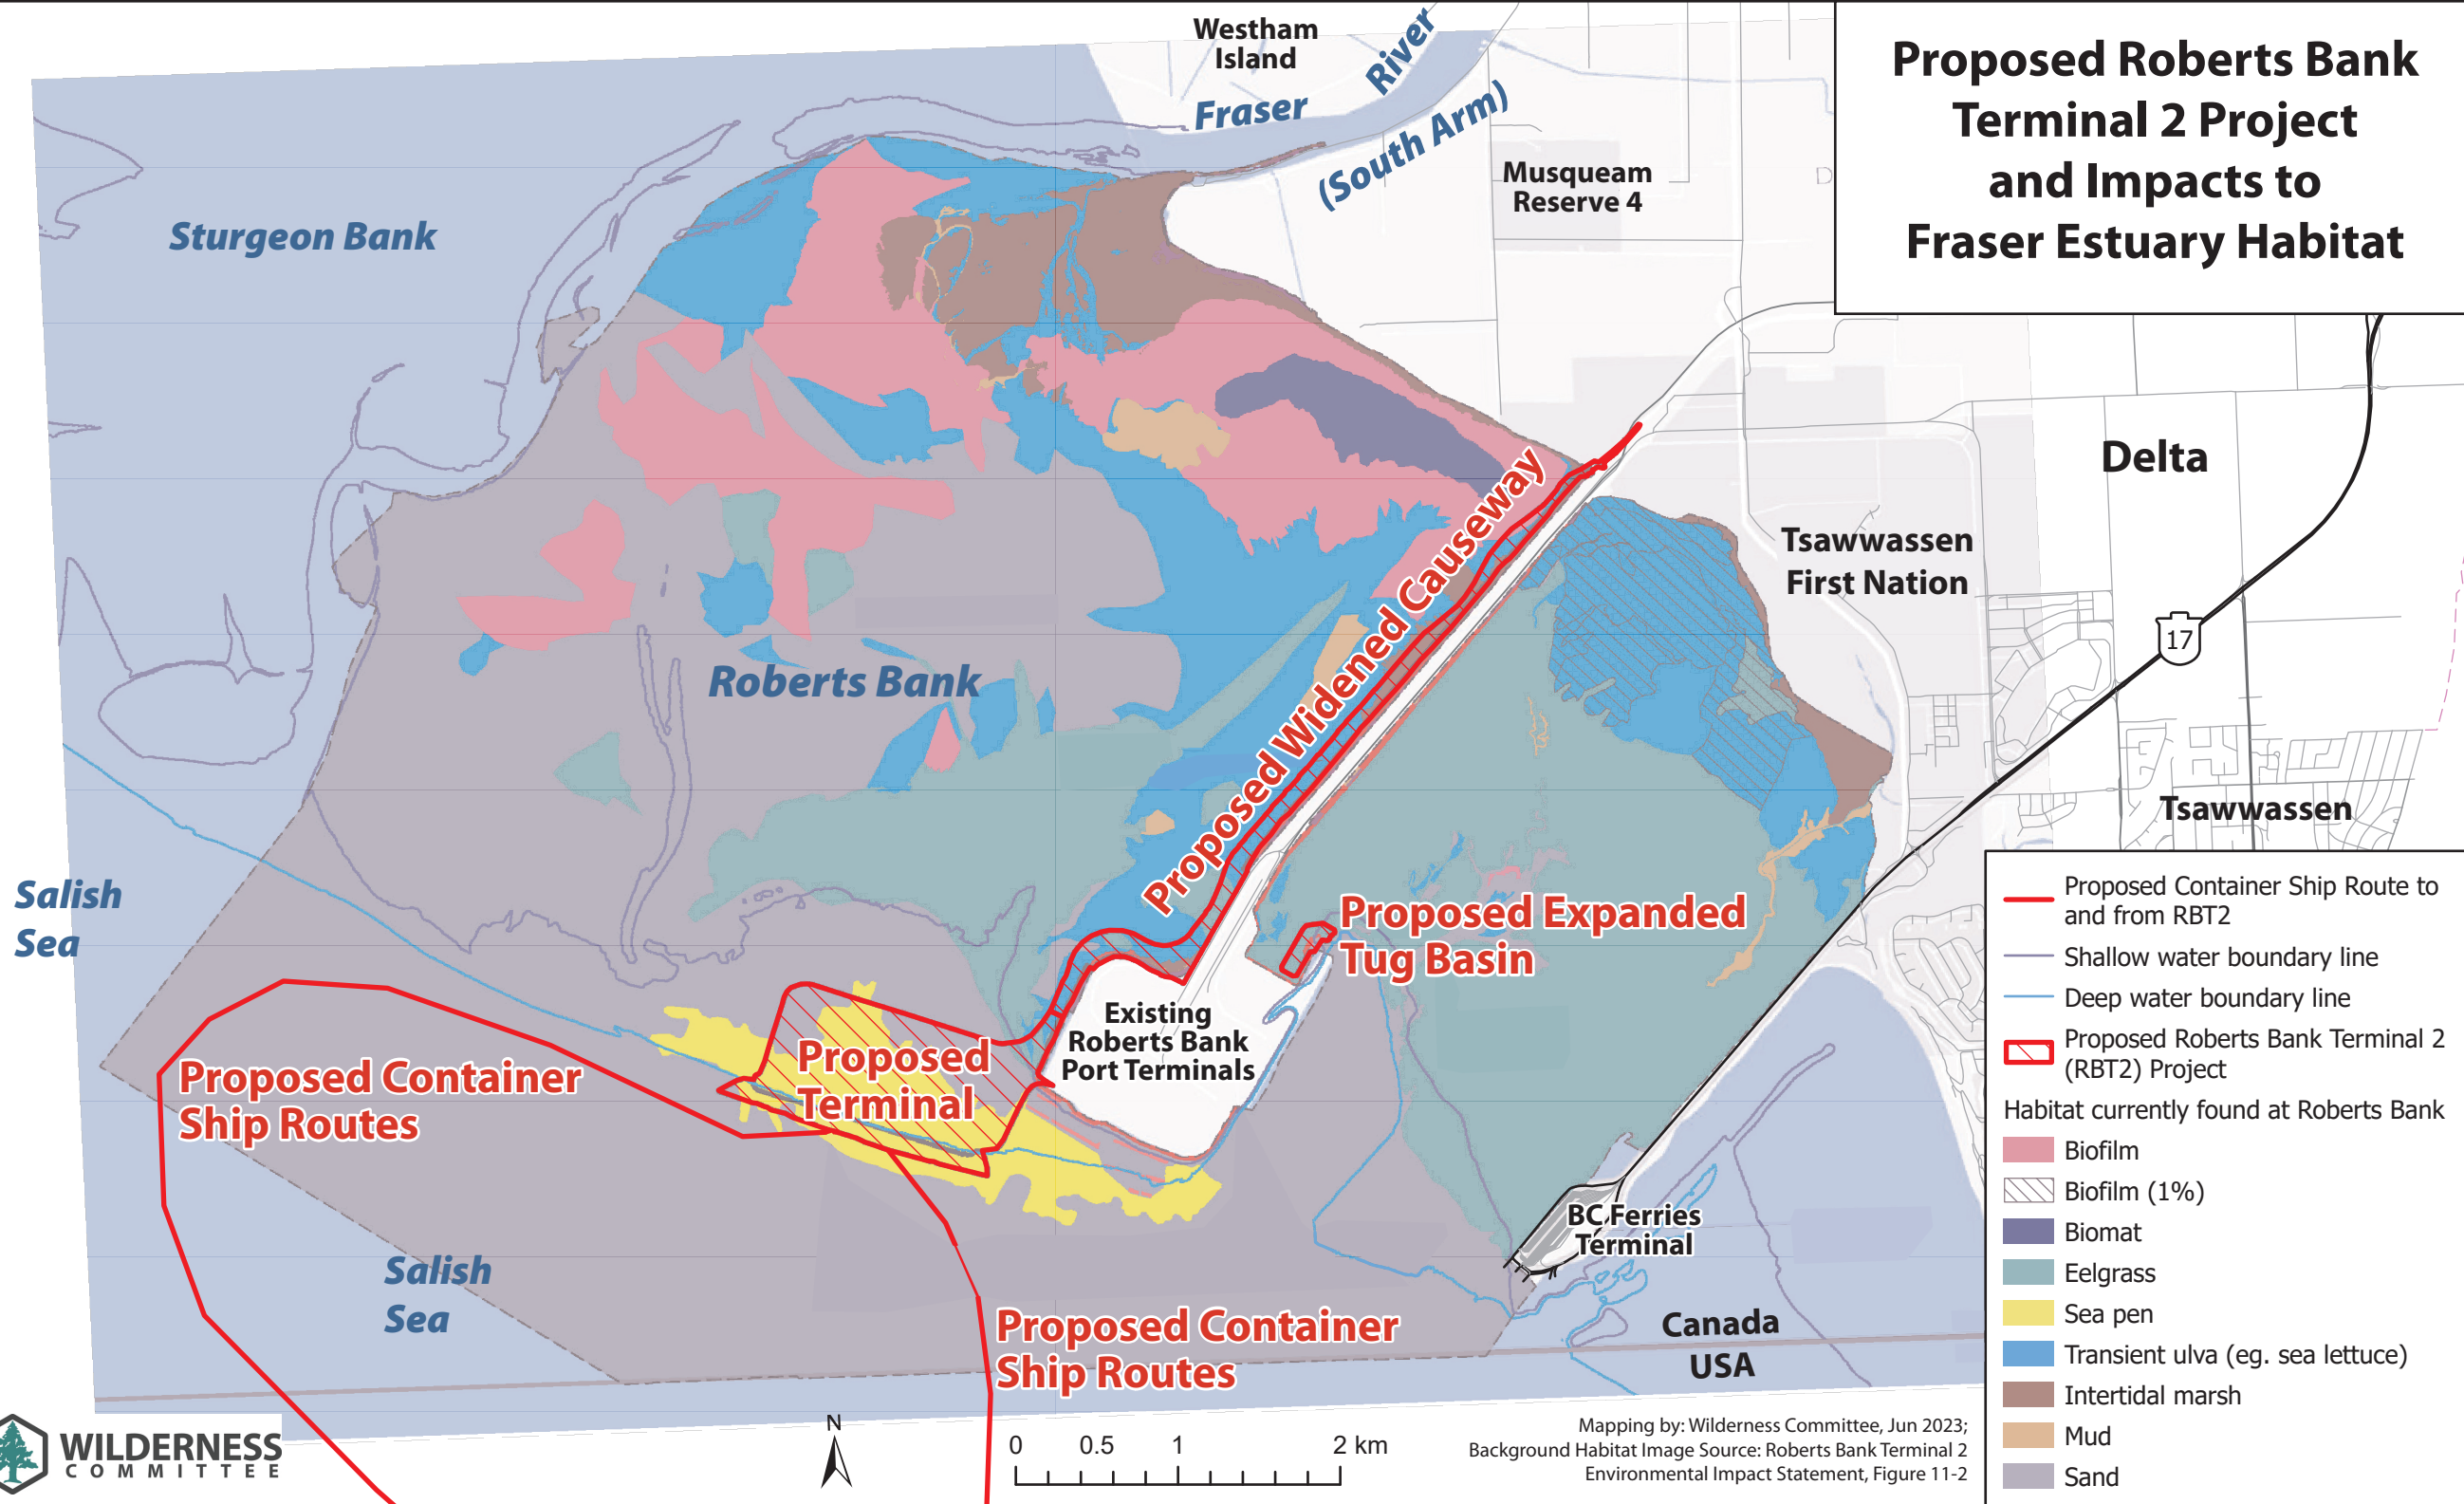 Proposed Roberts Bank
Terminal 2 Project
and Impacts to
Fraser Estuary Habitat
Westham
Island
Fraser
River
(South Arm)
Musqueam
Reserve 4
D
Sturgeon Bank
Delta
Tsawwassen
First Nation
17
Proposed Widened Causeway
Roberts Bank
Tsawwassen
Salish
Sea
Proposed Expanded
Tug Basin
Existing
Roberts Bank
Port Terminals
Proposed
Terminal
Proposed Container
Ship Routes
BC Ferries
Terminal
Salish
Sea
Proposed Container
Ship Routes
Canada
USA
Proposed Container Ship Route to
and from RBT2
Shallow water boundary line
Deep water boundary line
Proposed Roberts Bank Terminal 2
(RBT2) Project
Habitat currently found at Roberts Bank
Biofilm
Biofilm (1%)
Biomat
Eelgrass
Sea pen
Transient ulva (eg. sea lettuce)
Intertidal marsh
Mud
Sand
WILDERNESS
COMMITTEE
N
0 0.5 1 2 km
Mapping by: Wilderness Committee, Jun 2023;
Background Habitat Image Source: Roberts Bank Terminal 2
Environmental Impact Statement, Figure 11-2